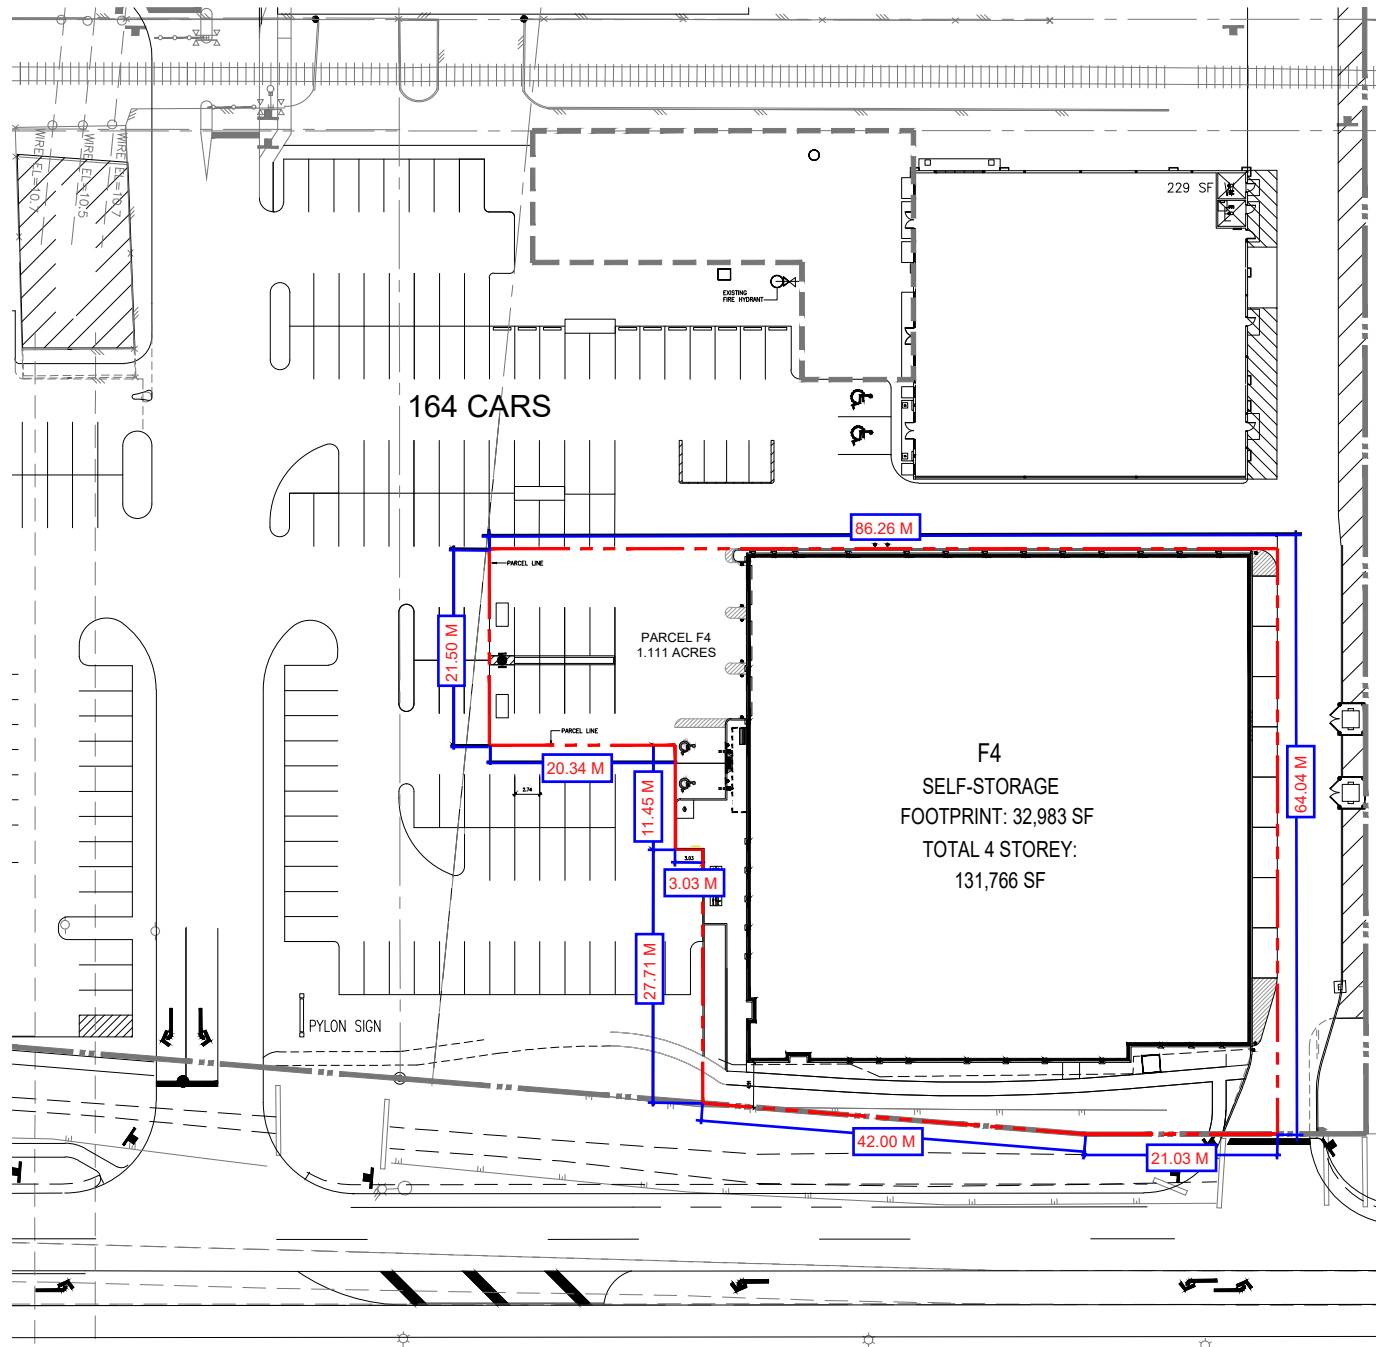 WIRE EL=10.7
WIRE EL=10.5
WIRE EL=10.7
229 SF
EXISTING
FIRE HYDRANT
164 CARS
86.26 M
PARCEL LINE
21.50 M
PARCEL F4
1.111 ACRES
PARCEL LINE
20.34 M
2.74
11.45 M
3.03
3.03 M
F4
SELF-STORAGE
FOOTPRINT: 32,983 SF
TOTAL 4 STOREY:
131,766 SF
64.04 M
27.71 M
PYLON SIGN
42.00 M
21.03 M